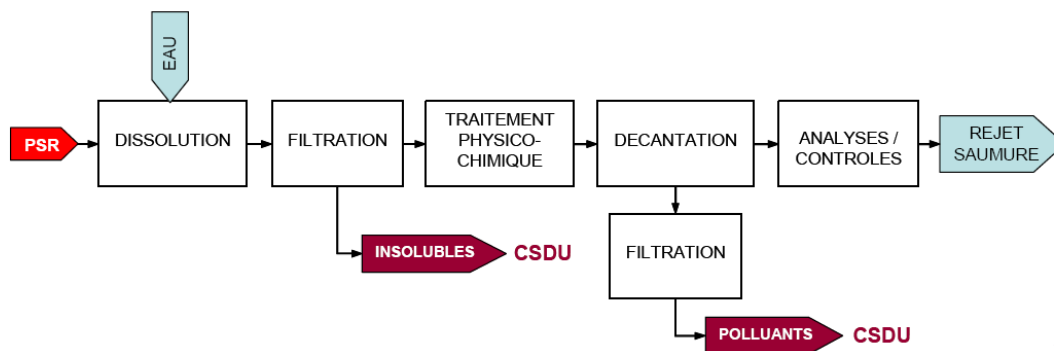 EAU
PSR
DISSOLUTION
FILTRATION
TRAITEMENT
PHYSICO-
CHIMIQUE
DECANTATION
ANALYSES /
CONTROLES
REJET
SAUMURE
INSOLUBLES
CSDU
FILTRATION
POLLUANTS
CSDU